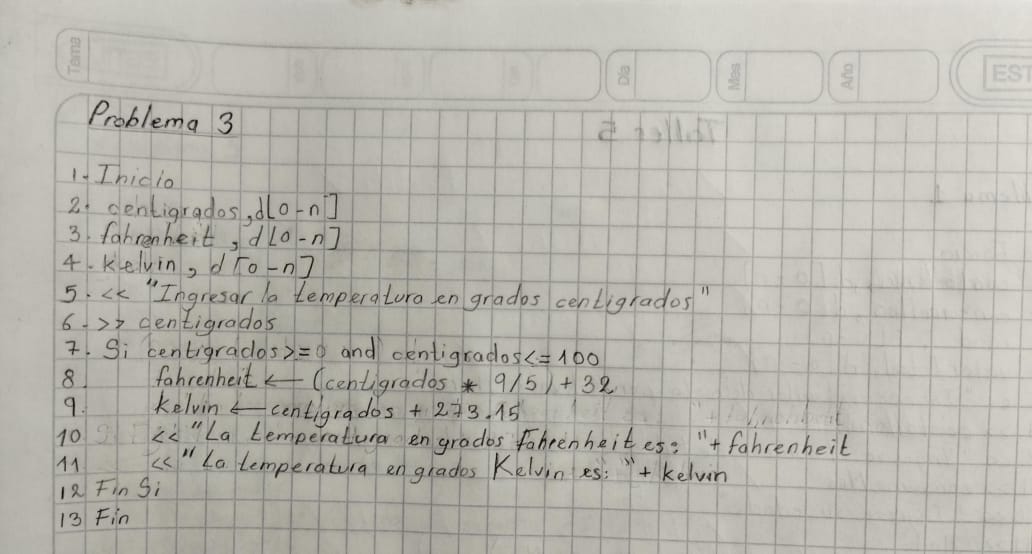 Tema
Dia
Mes
Año
EST
Problema 3
Taller 5
1. Inicio
2. centigrados, d[0-n]
3. fahrenheit, d[0-n]
4. kelvin, d[0-n]
5. << "Ingresar la temperatura en grados centigrados"
6. >> centigrados
7. Si centigrados>=0 and centigrados<=100
8. fahrenheit ← (centigrados * 9/5) + 32
9. Kelvin ← centigrados + 273.15
10 << "La temperatura en grados fahrenheit es: "+ fahrenheit
11 << "La temperatura en grados Kelvin es: "+ kelvin
12 Fin Si
13 Fin